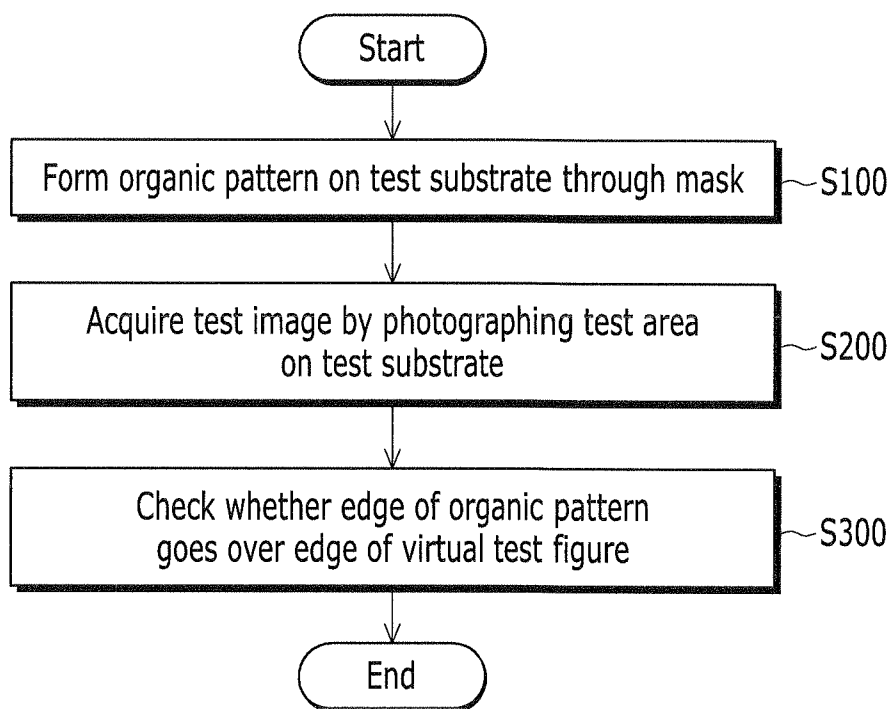 Start
Form organic pattern on test substrate through mask
S100
Acquire test image by photographing test area
on test substrate
S200
Check whether edge of organic pattern
goes over edge of virtual test figure
S300
End